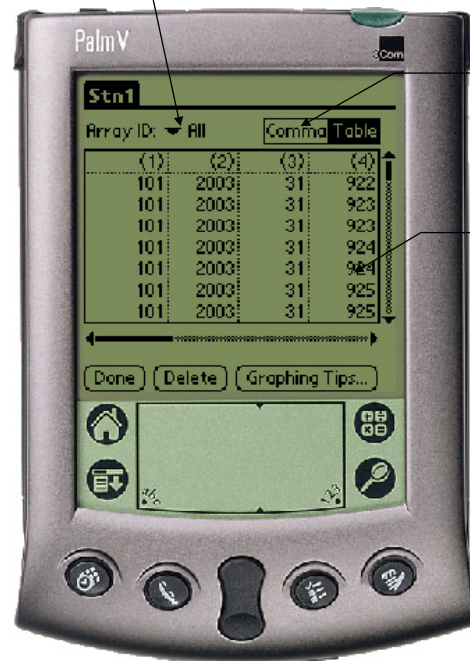 Palm V
3Com
Stn1
Array ID: All Comma Table
(1) (2) (3) (4)
101 2003 31 922
101 2003 31 923
101 2003 31 923
101 2003 31 924
101 2003 31 924
101 2003 31 925
101 2003 31 925
Done Delete Graphing Tips...
abc 123